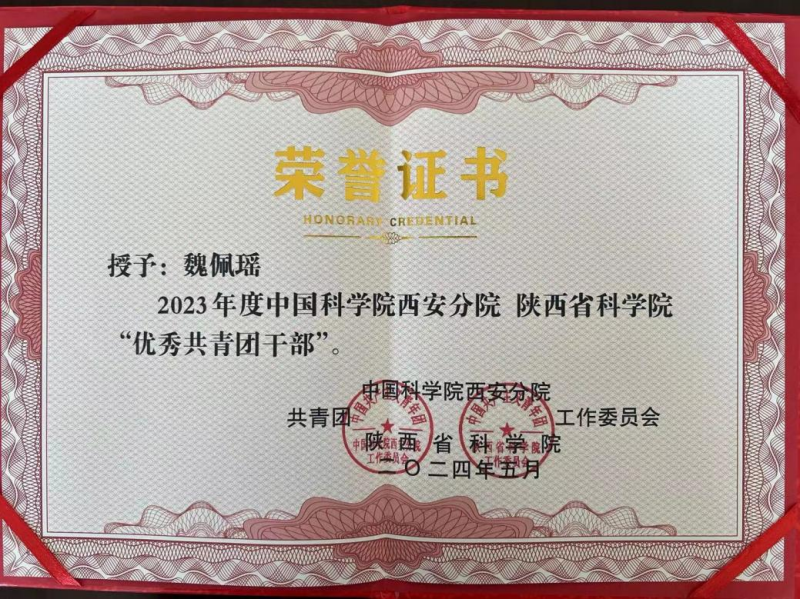 荣誉证书
HONORARY CREDENTIAL
授予：魏佩瑶
2023年度中国科学院西安分院 陕西省科学院
“优秀共青团干部”。
中国科学院西安分院
共青团 工作委员会
陕西省科学院
二〇二四年五月